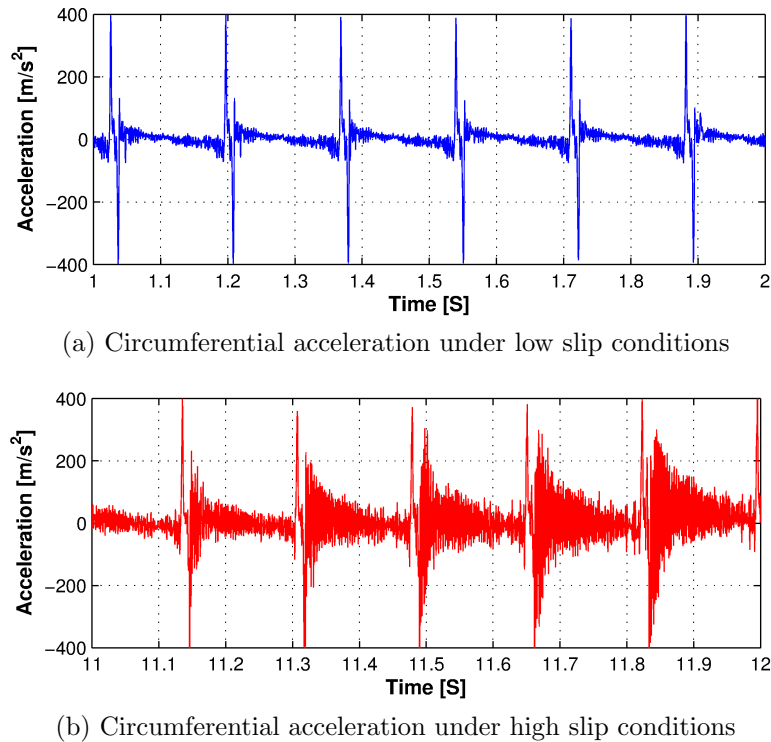 400
200
0
−200
−400
Acceleration [m/s²]
1 1.1 1.2 1.3 1.4 1.5 1.6 1.7 1.8 1.9 2
Time [S]
(a) Circumferential acceleration under low slip conditions
400
200
0
−200
−400
Acceleration [m/s²]
11 11.1 11.2 11.3 11.4 11.5 11.6 11.7 11.8 11.9 12
Time [S]
(b) Circumferential acceleration under high slip conditions